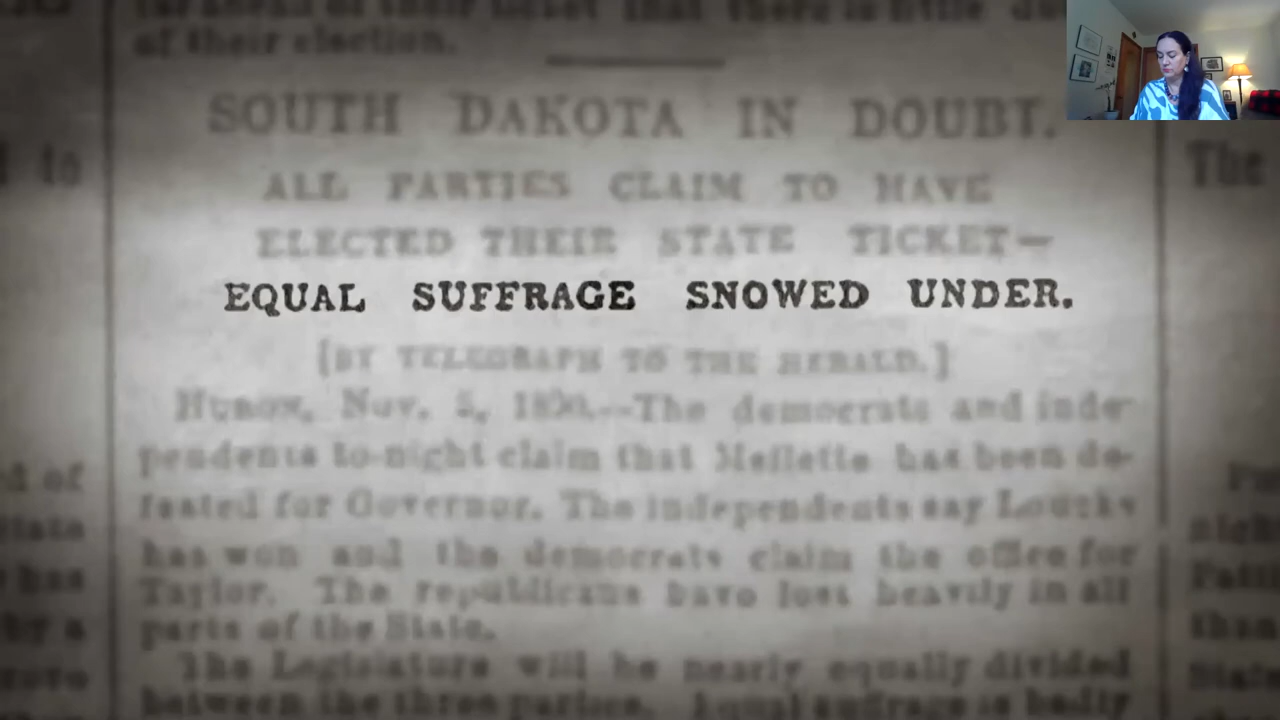 of their election.
SOUTH DAKOTA IN DOUBT.
ALL PARTIES CLAIM TO HAVE
ELECTED THEIR STATE TICKET—
EQUAL SUFFRAGE SNOWED UNDER.
[BY TELEGRAPH TO THE HERALD.]
HURON, Nov. 5, 1890.—The democrats and inde-
pendents to-night claim that Mellette has been de-
feated for Governor. The independents say Loucks
has won and the democrats claim the office for
Taylor. The republicans have lost heavily in all
parts of the State.
The Legislature will be nearly equally divided
between the three parties. Equal suffrage is badly